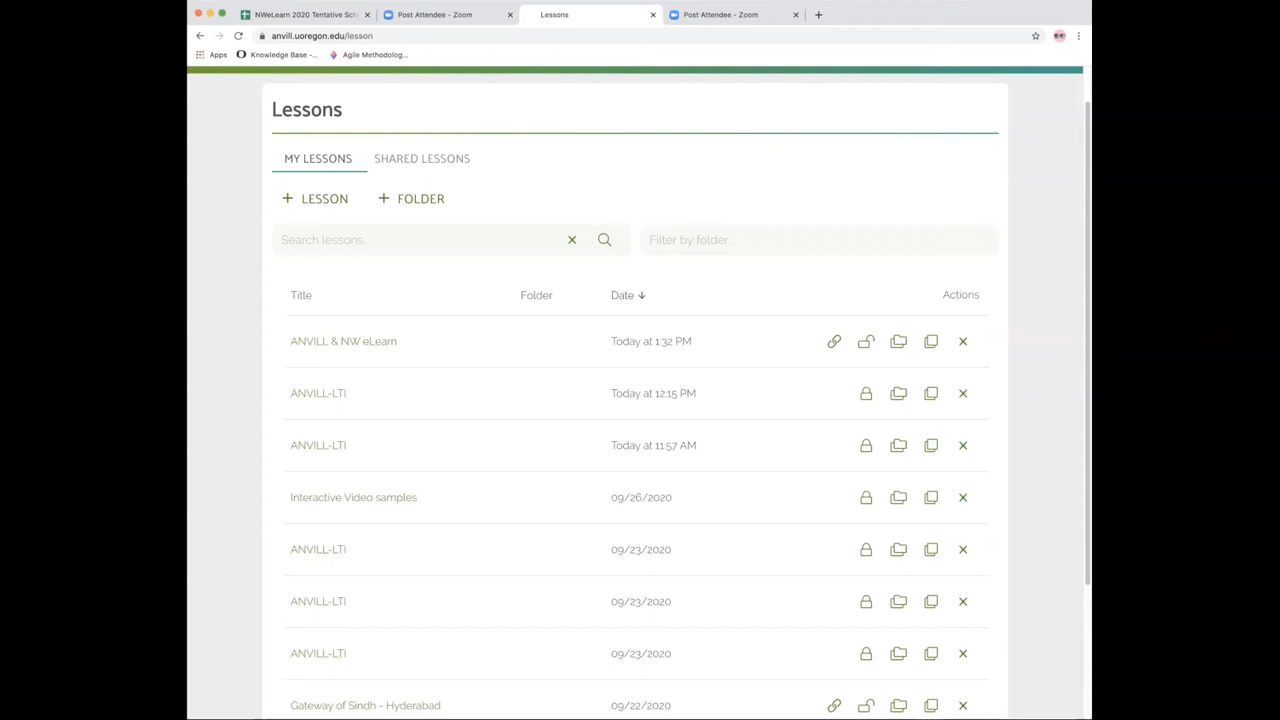 NWeLearn 2020 Tentative Sch
Post Attendee - Zoom
Lessons
Post Attendee - Zoom
anvill.uoregon.edu/lesson
Apps
Knowledge Base -...
Agile Methodolog...
Lessons
MY LESSONS SHARED LESSONS
+ LESSON + FOLDER
Search lessons... Filter by folder...
Title Folder Date ↓ Actions
ANVILL & NW eLearn Today at 1:32 PM
ANVILL-LTI Today at 12:15 PM
ANVILL-LTI Today at 11:57 AM
Interactive Video samples 09/26/2020
ANVILL-LTI 09/23/2020
ANVILL-LTI 09/23/2020
ANVILL-LTI 09/23/2020
Gateway of Sindh - Hyderabad 09/22/2020